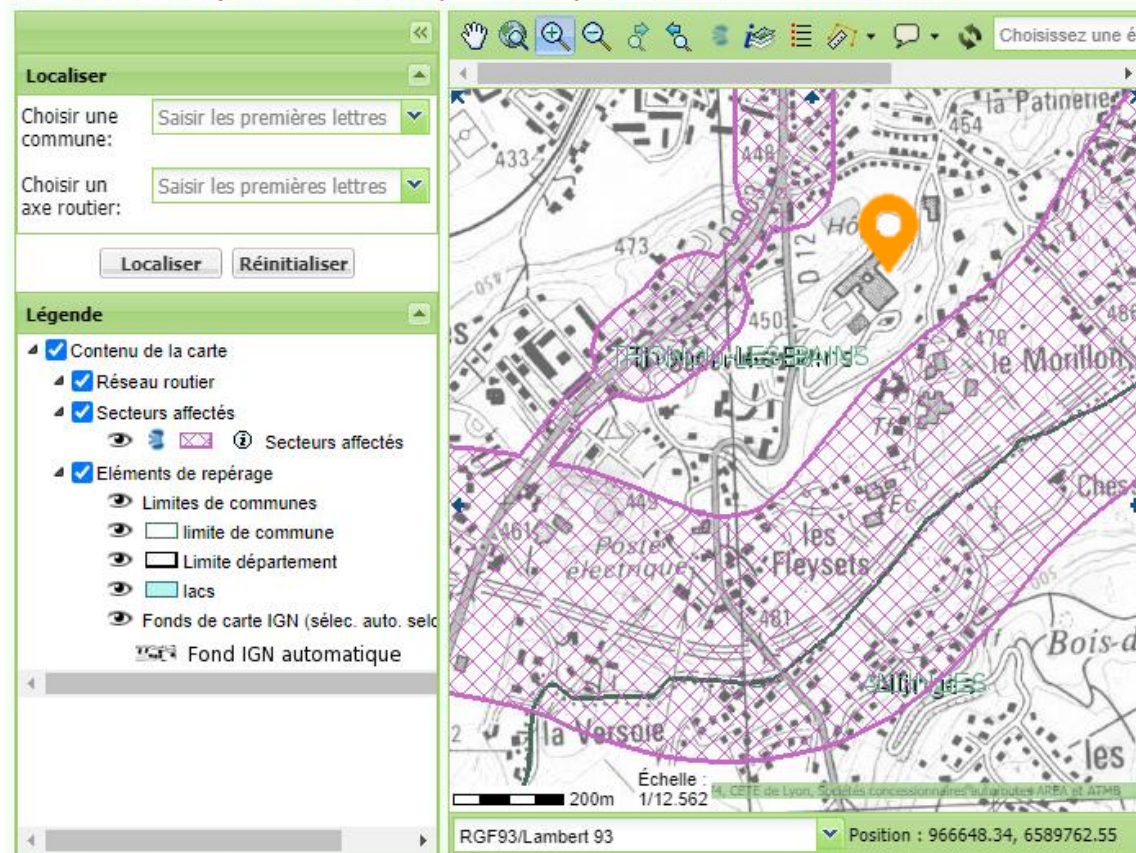 Choisissez une é
Localiser
Choisir une
commune:
Saisir les premières lettres
Choisir un
axe routier:
Saisir les premières lettres
Localiser
Réinitialiser
Légende
Contenu de la carte
Réseau routier
Secteurs affectés
Secteurs affectés
Eléments de repérage
Limites de communes
limite de commune
Limite département
lacs
Fonds de carte IGN (sélec. auto. selo
Fond IGN automatique
la Patinerie
454
433
448
D 12
Hô
473
450
450
479
486
le Morillon,
Ches
449
461
Poste
électrique
les
Fleysets
481
Bois-d
la Versoie
les
Échelle :
200m
1/12.562
4, CETE de Lyon, Sociétés concessionnaires autoroutes AREA et ATMB
RGF93/Lambert 93
Position : 966648.34, 6589762.55